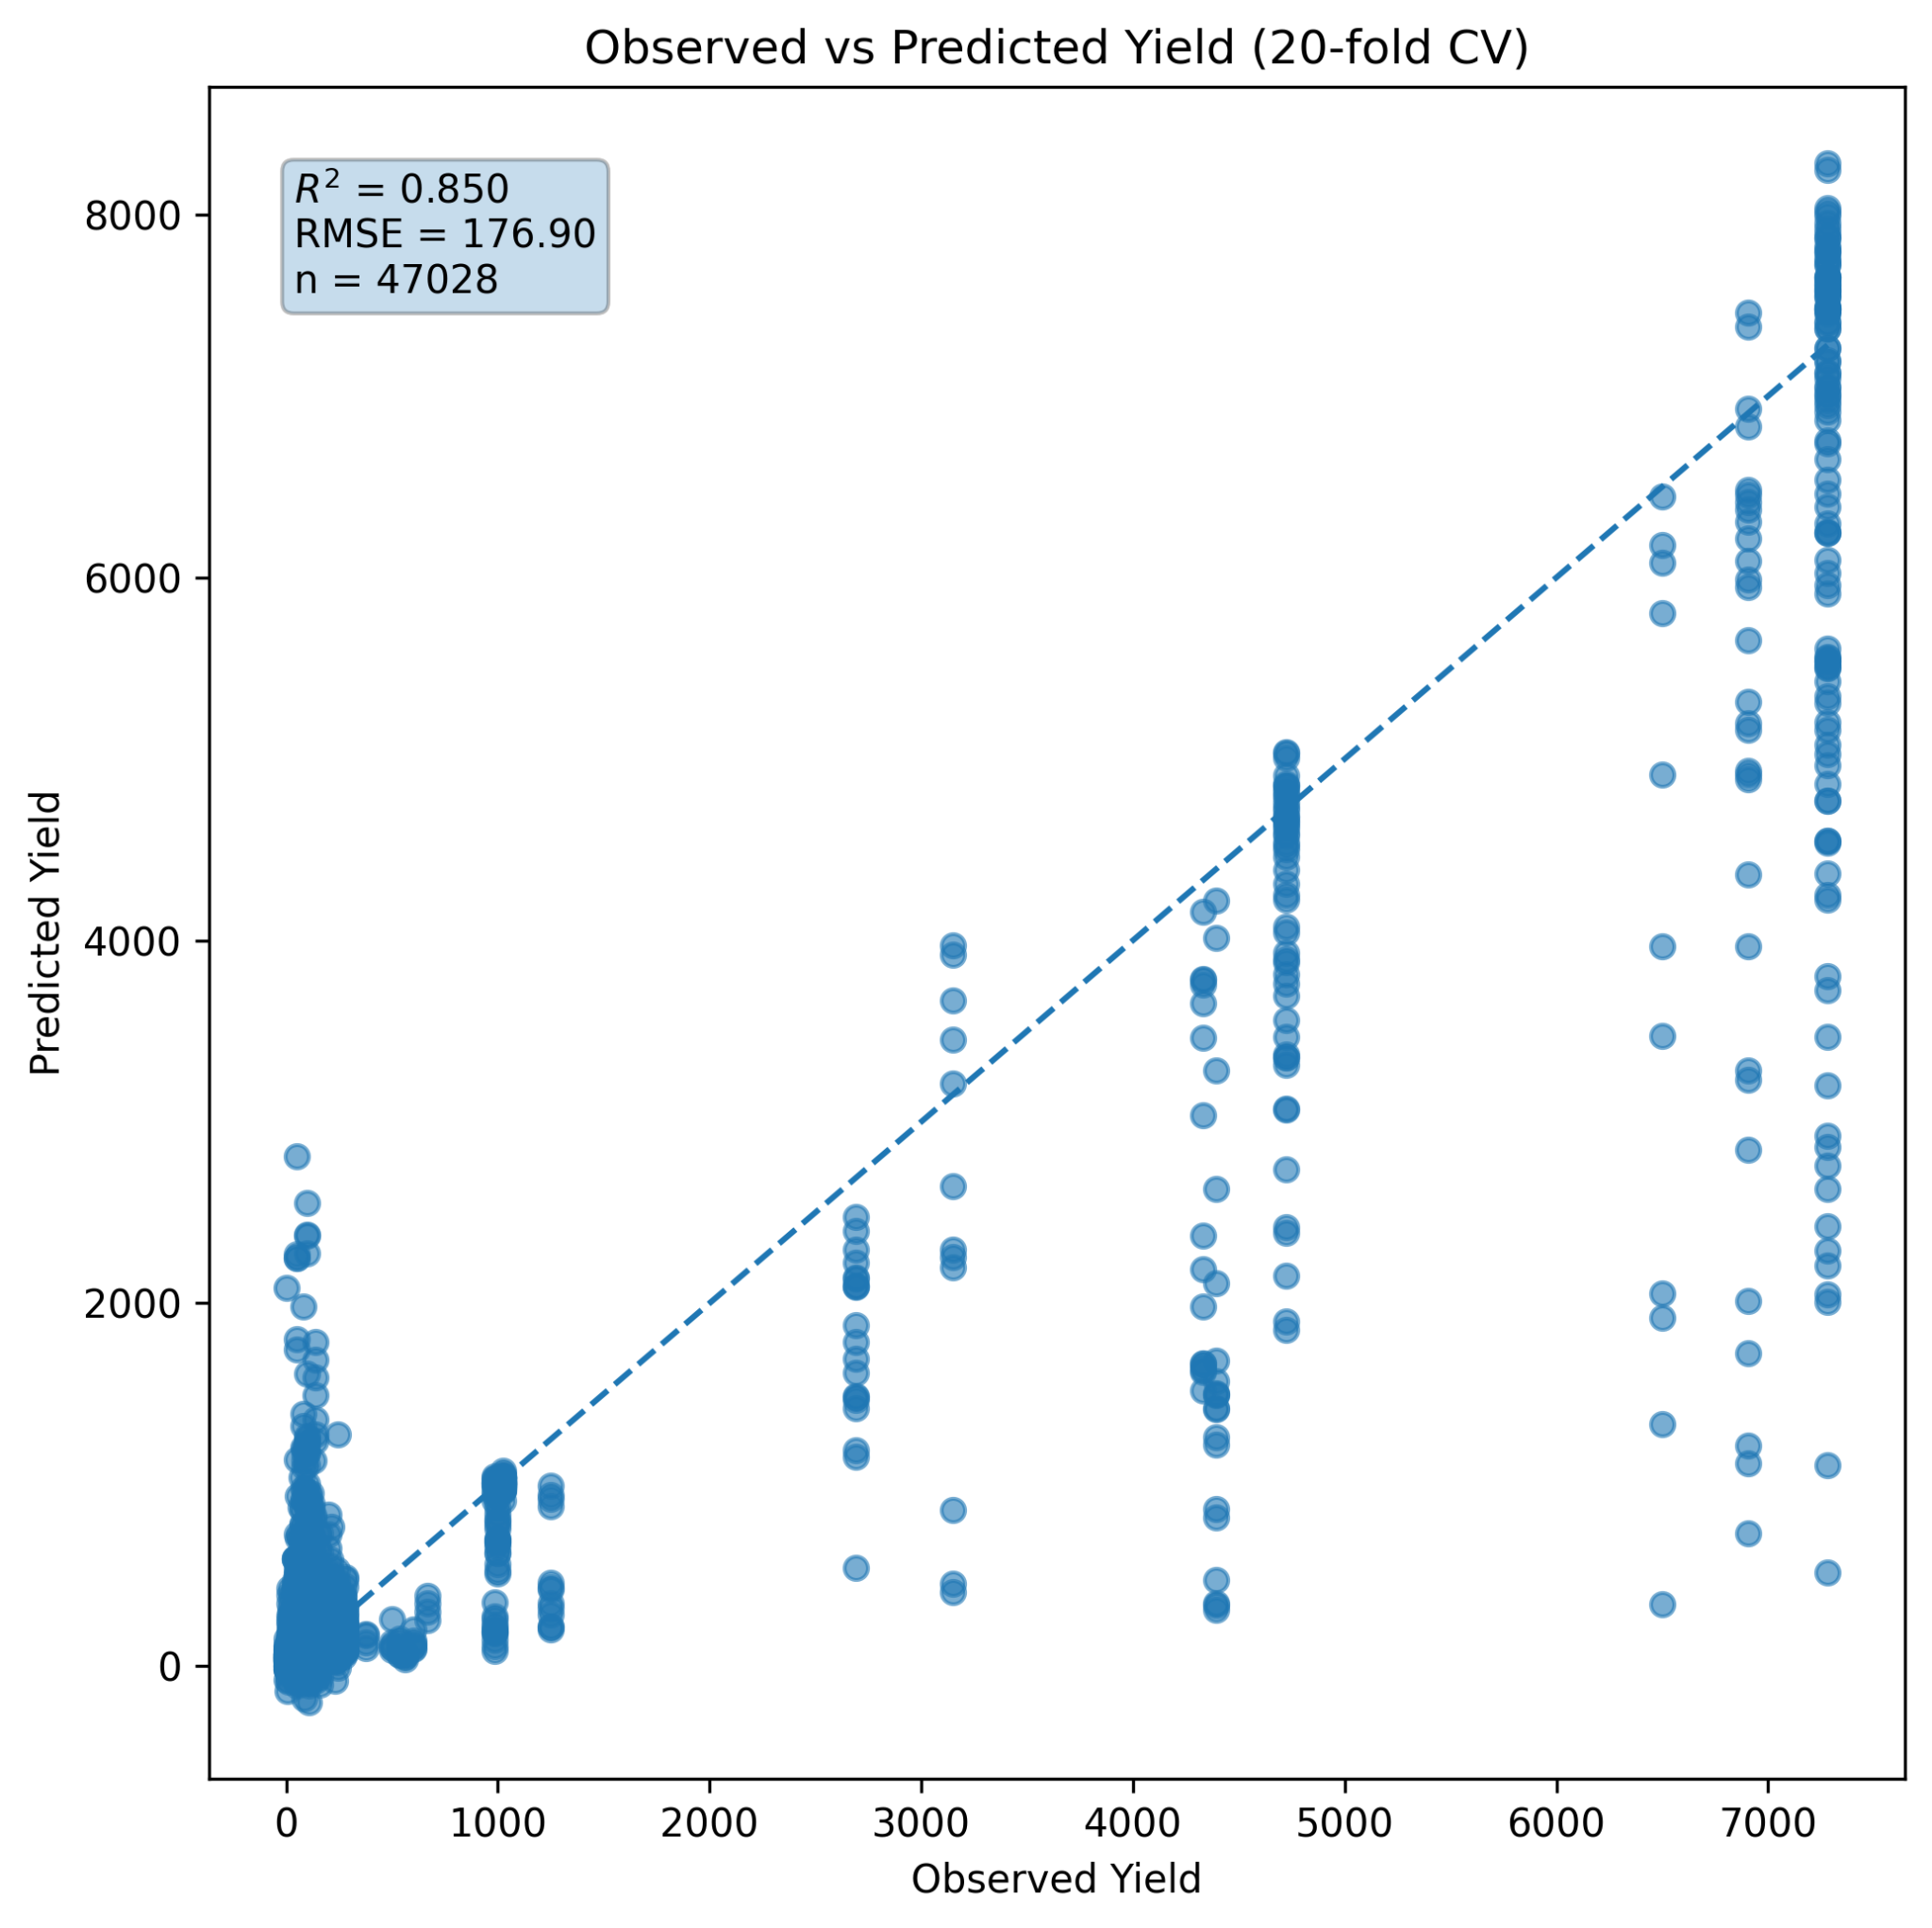 Observed vs Predicted Yield (20-fold CV)
R² = 0.850
RMSE = 176.90
n = 47028
8000
6000
4000
2000
0
Predicted Yield
0 1000 2000 3000 4000 5000 6000 7000
Observed Yield